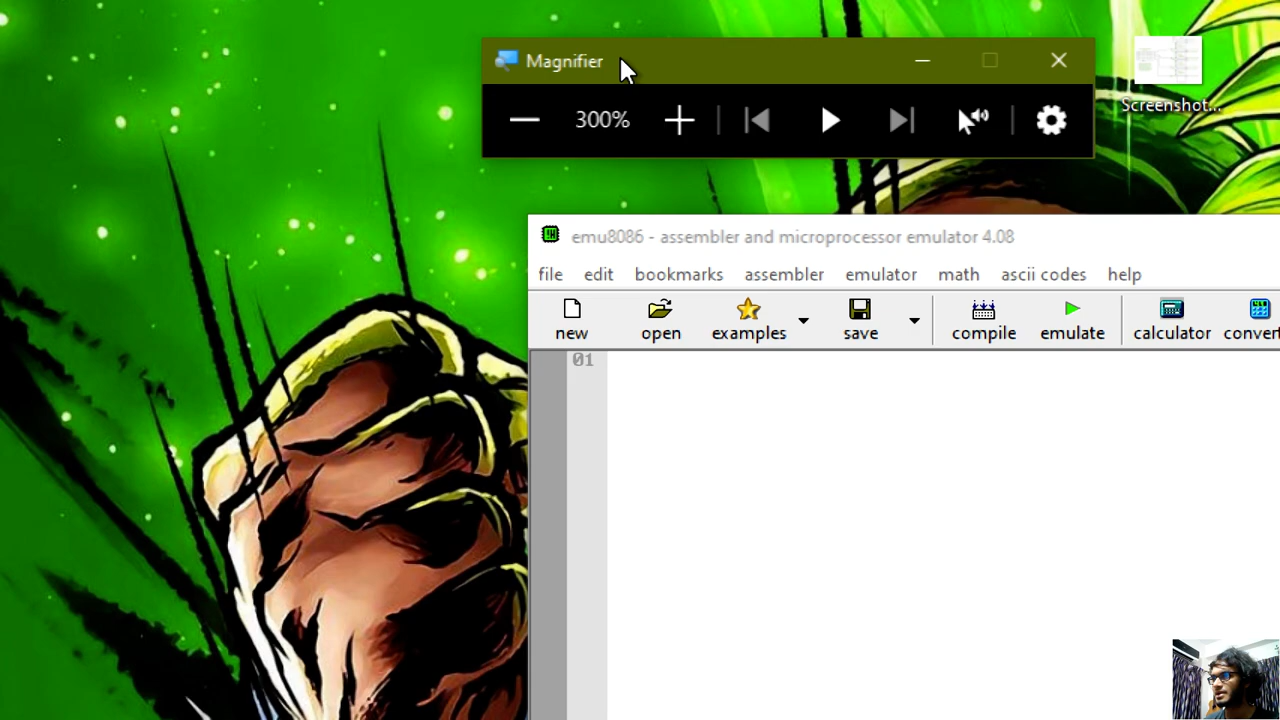 Magnifier
300%
Screenshot...
emu8086 - assembler and microprocessor emulator 4.08
file edit bookmarks assembler emulator math ascii codes help
new open examples save compile emulate calculator conver
01